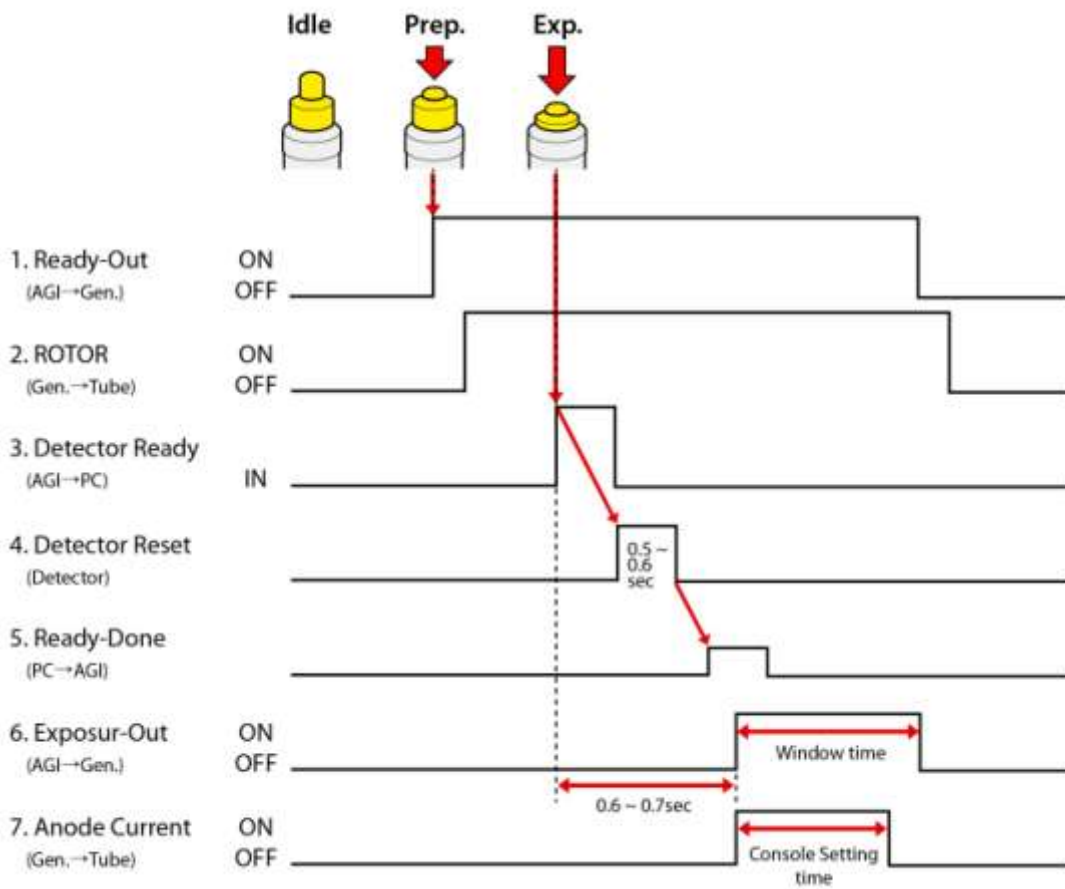 Idle Prep. Exp.
1. Ready-Out ON
(AGI→Gen.) OFF
2. ROTOR ON
(Gen.→Tube) OFF
3. Detector Ready
(AGI→PC) IN
4. Detector Reset
(Detector)
0.5 ~
0.6
sec
5. Ready-Done
(PC→AGI)
6. Exposur-Out ON
(AGI→Gen.) OFF
Window time
0.6 ~ 0.7sec
7. Anode Current ON
(Gen.→Tube) OFF
Console Setting
time